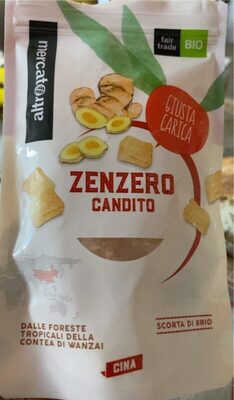 altromercato
fair
trade
BIO
GIUSTA
CARICA
ZENZERO
CANDITO
DALLE FORESTE
TROPICALI DELLA
CONTEA DI WANZAI
SCORTA DI BRIO
CINA